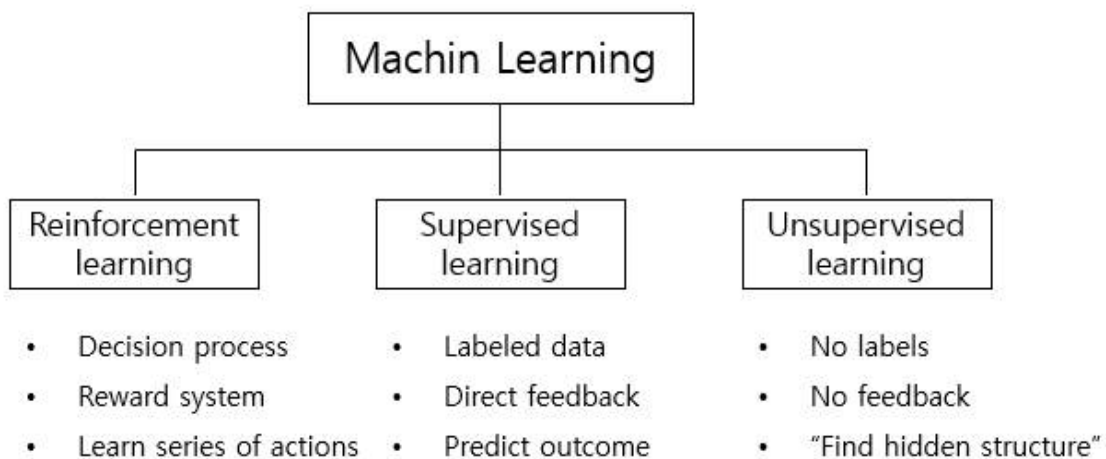 Machin Learning
Reinforcement
learning
Supervised
learning
Unsupervised
learning
• Decision process
• Reward system
• Learn series of actions
• Labeled data
• Direct feedback
• Predict outcome
• No labels
• No feedback
• “Find hidden structure”